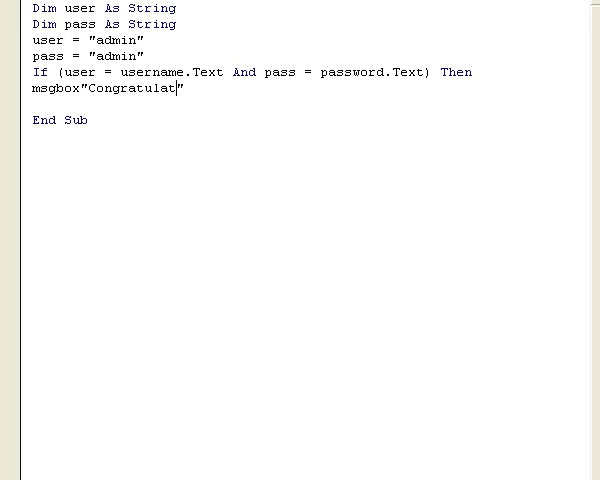 Dim user As String
Dim pass As String
user = "admin"
pass = "admin"
If (user = username.Text And pass = password.Text) Then
msgbox"Congratulat"
End Sub